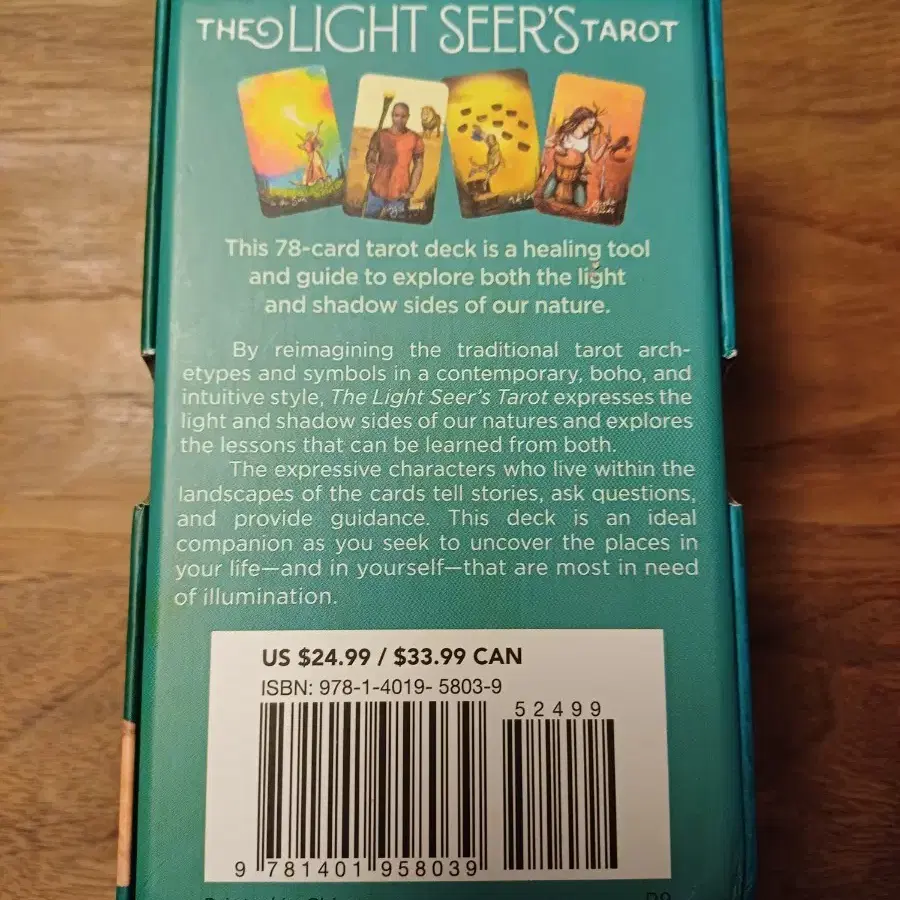 THE LIGHT SEER'S TAROT
This 78-card tarot deck is a healing tool
and guide to explore both the light
and shadow sides of our nature.
By reimagining the traditional tarot arch-
etypes and symbols in a contemporary, boho, and
intuitive style, The Light Seer's Tarot expresses the
light and shadow sides of our natures and explores
the lessons that can be learned from both.
The expressive characters who live within the
landscapes of the cards tell stories, ask questions,
and provide guidance. This deck is an ideal
companion as you seek to uncover the places in
your life—and in yourself—that are most in need
of illumination.
US $24.99 / $33.99 CAN
ISBN: 978-1-4019- 5803-9
52499
9 781401 958039